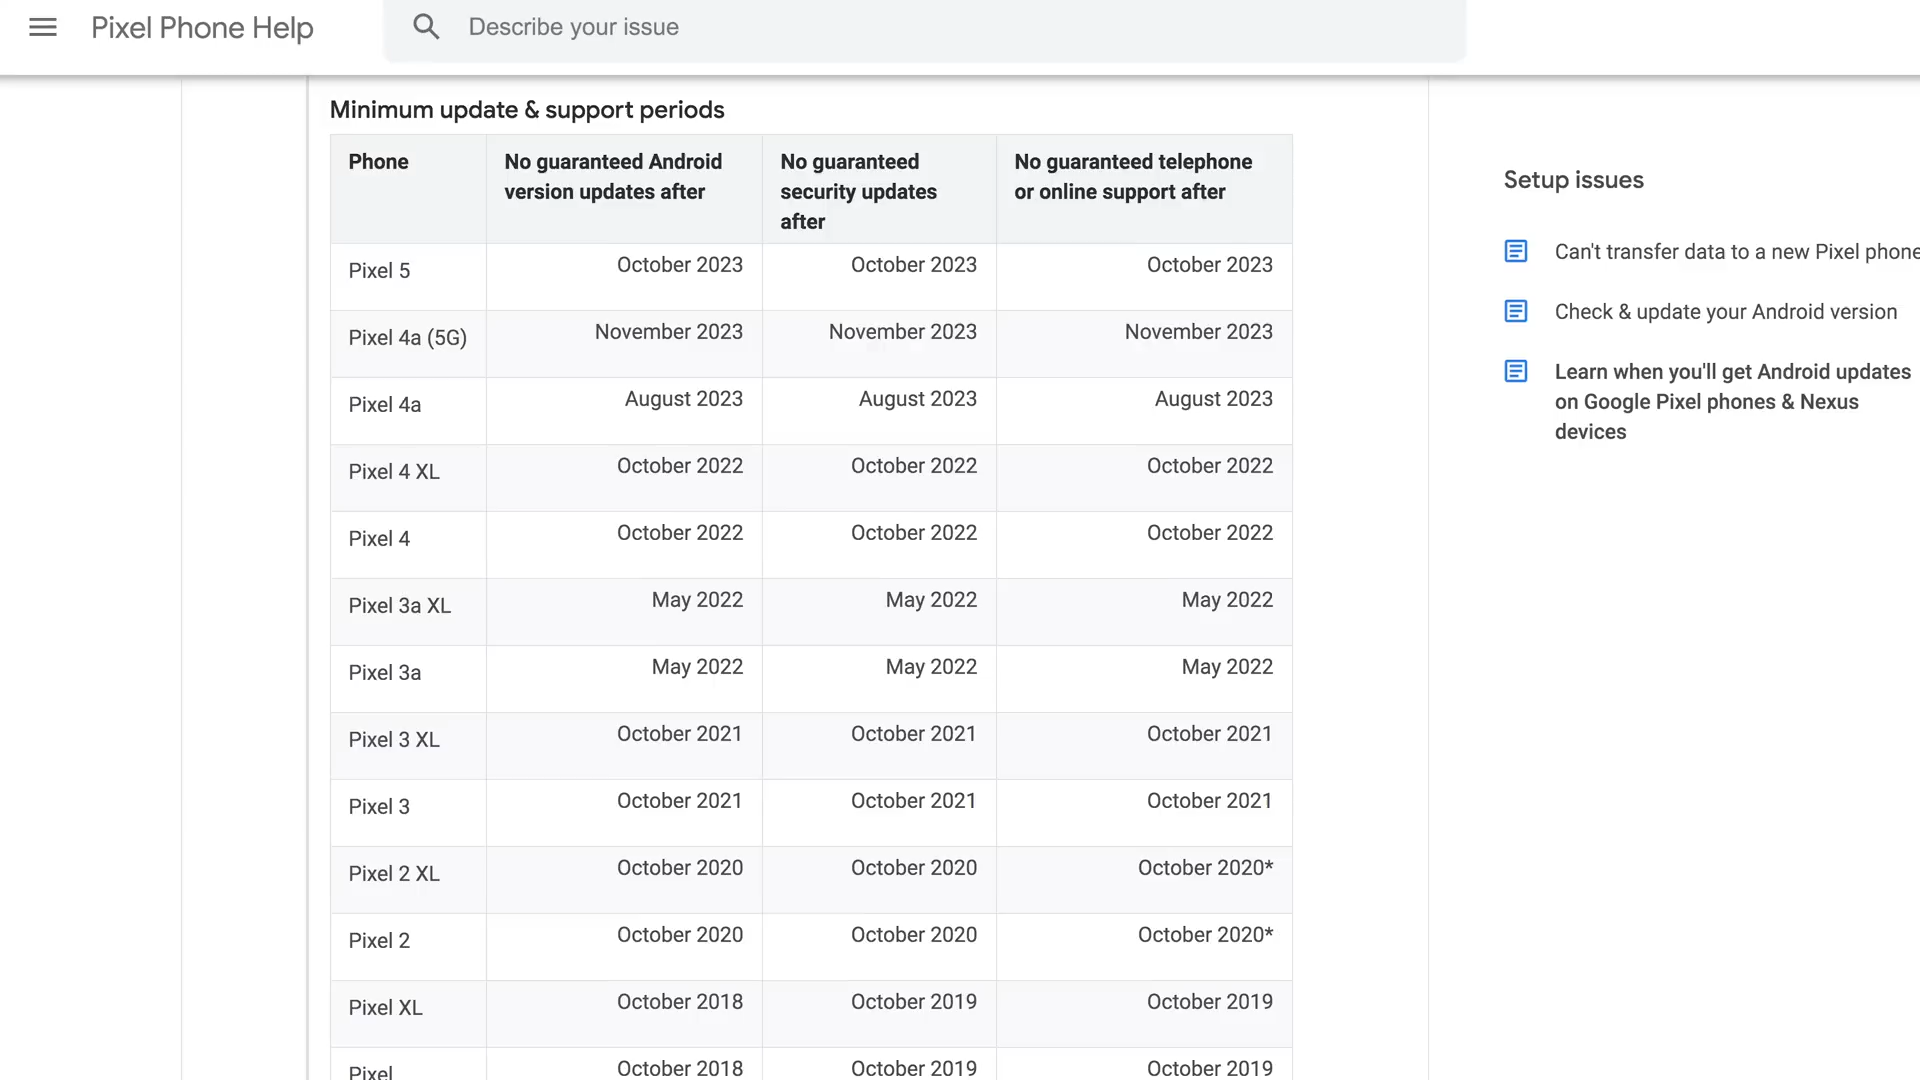 Pixel Phone Help
Describe your issue
Minimum update & support periods
Phone
No guaranteed Android
version updates after
No guaranteed
security updates
after
No guaranteed telephone
or online support after
Pixel 5
October 2023
October 2023
October 2023
Pixel 4a (5G)
November 2023
November 2023
November 2023
Pixel 4a
August 2023
August 2023
August 2023
Pixel 4 XL
October 2022
October 2022
October 2022
Pixel 4
October 2022
October 2022
October 2022
Pixel 3a XL
May 2022
May 2022
May 2022
Pixel 3a
May 2022
May 2022
May 2022
Pixel 3 XL
October 2021
October 2021
October 2021
Pixel 3
October 2021
October 2021
October 2021
Pixel 2 XL
October 2020
October 2020
October 2020*
Pixel 2
October 2020
October 2020
October 2020*
Pixel XL
October 2018
October 2019
October 2019
Pixel
October 2018
October 2019
October 2019
Setup issues
Can't transfer data to a new Pixel phone
Check & update your Android version
Learn when you'll get Android updates
on Google Pixel phones & Nexus
devices